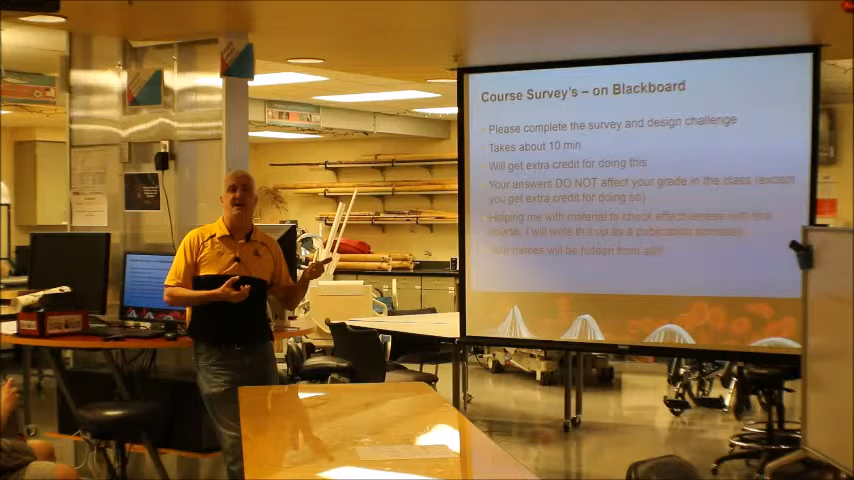 Course Survey's – on Blackboard
Please complete the survey and design challenge
Takes about 10 min
Will get extra credit for doing this
Your answers DO NOT affect your grade in the class (except
you get extra credit for doing so)
Helping me with material to check effectiveness with this
course. I will write this up as a publication someday
Your names will be hidden from all!!